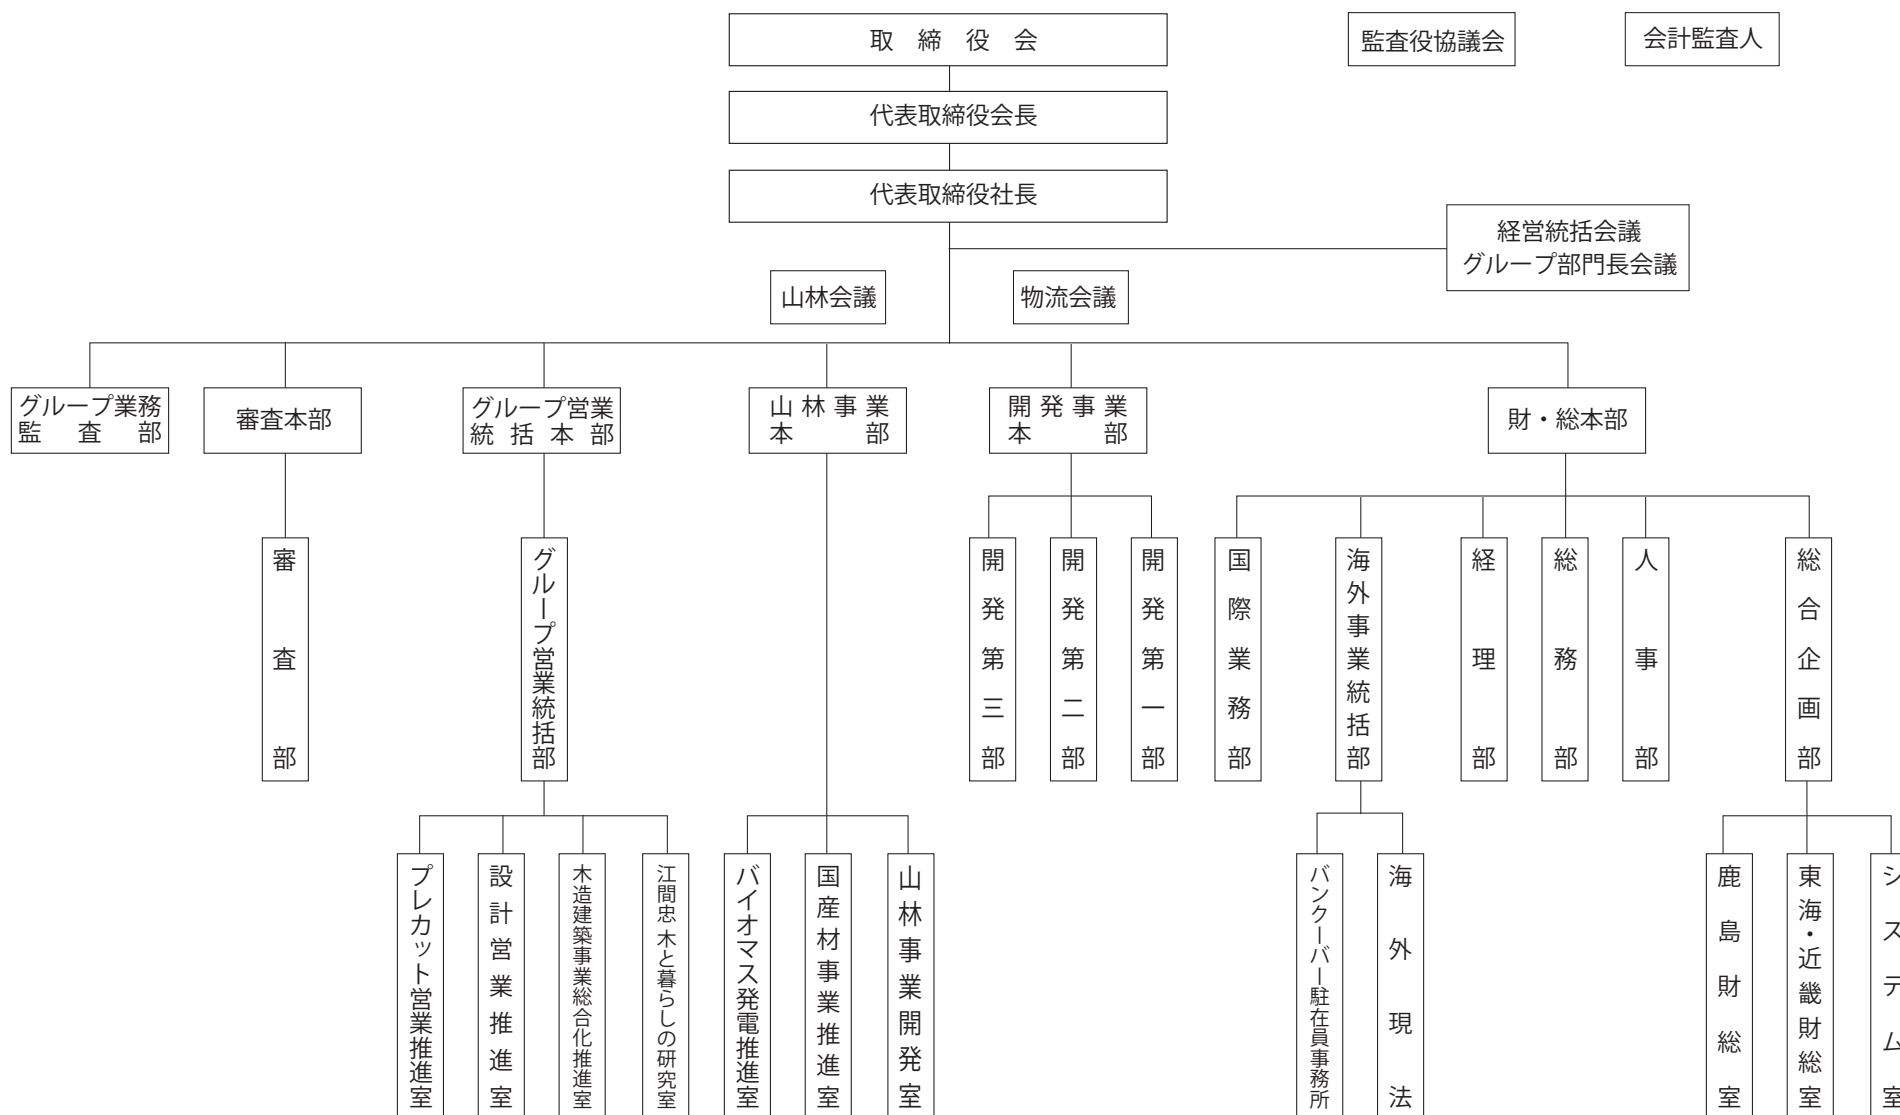 取締役会
監査役協議会
会計監査人
代表取締役会長
代表取締役社長
経営統括会議
グループ部門長会議
山林会議
物流会議
グループ業務
監査部
審査本部
グループ営業
統括本部
山林事業
本部
開発事業
本部
財・総本部
審査部
グループ営業統括部
開発第三部
開発第二部
開発第一部
国際業務部
海外事業統括部
経理部
総務部
人事部
総合企画部
プレカット営業推進室
設計営業推進室
木造建築事業総合化推進室
江間忠 木と暮らしの研究室
バイオマス発電推進室
国産材事業推進室
山林事業開発室
バンクーバー駐在員事務所
海外現法
鹿島財総室
東海・近畿財総室
システム室